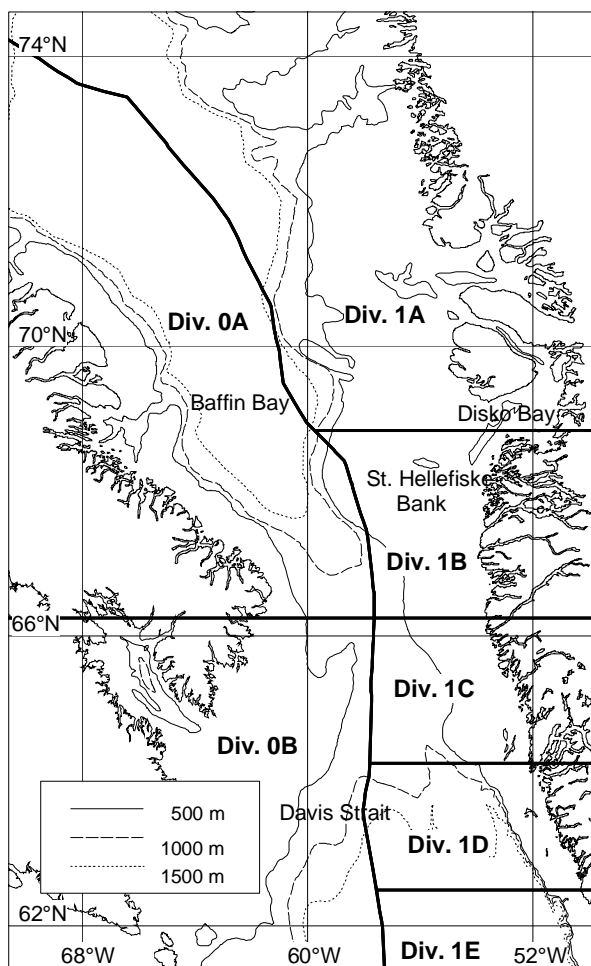 74°N
Div. 0A
Div. 1A
70°N
Baffin Bay
Disko Bay
St. Hellefiske
Bank
Div. 1B
66°N
Div. 1C
Div. 0B
500 m
1000 m
1500 m
Davis Strait
Div. 1D
62°N
68°W
60°W
52°W
Div. 1E